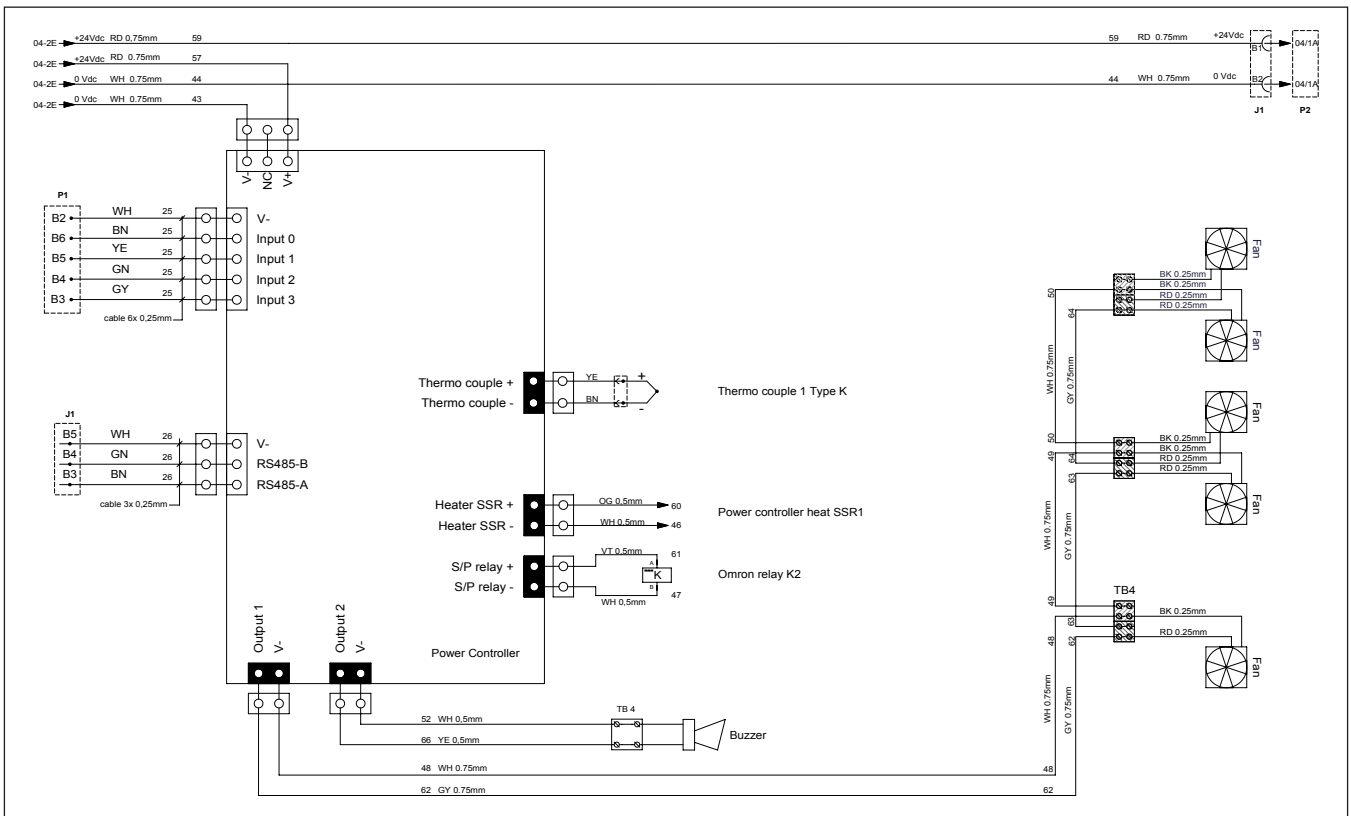 04-2E +24Vdc RD 0,75mm 59 59 RD 0.75mm +24Vdc B1 04/1A
04-2E +24Vdc RD 0.75mm 57
04-2E 0 Vdc WH 0.75mm 44 44 WH 0.75mm 0 Vdc B2 04/1A
04-2E 0 Vdc WH 0.75mm 43
J1 P2
V- NC V+
P1
B2 WH 25 V-
B6 BN 25 Input 0
B5 YE 25 Input 1
B4 GN 25 Input 2
B3 GY 25 Input 3
cable 6x 0,25mm
J1
B5 WH 26 V-
B4 GN 26 RS485-B
B3 BN 26 RS485-A
cable 3x 0,25mm
Thermo couple + YE +
Thermo couple - BN -
Thermo couple 1 Type K
Heater SSR + OG 0,5mm 60
Heater SSR - WH 0,5mm 46
Power controller heat SSR1
S/P relay + VT 0,5mm 61
A
K
B
S/P relay - WH 0,5mm 47
Omron relay K2
Power Controller
Output 1
V-
Output 2
V-
52 WH 0,5mm
66 YE 0,5mm
TB 4
Buzzer
48 WH 0.75mm 48
62 GY 0.75mm 62
Fan
BK 0.25mm
BK 0.25mm
RD 0.25mm
RD 0.25mm
50
64
Fan
WH 0.75mm
GY 0.75mm
Fan
50
BK 0.25mm
BK 0.25mm
RD 0.25mm
RD 0.25mm
49
64
63
Fan
WH 0.75mm
GY 0.75mm
TB4
49
BK 0.25mm
63
RD 0.25mm
48
62
Fan
WH 0.75mm
GY 0.75mm